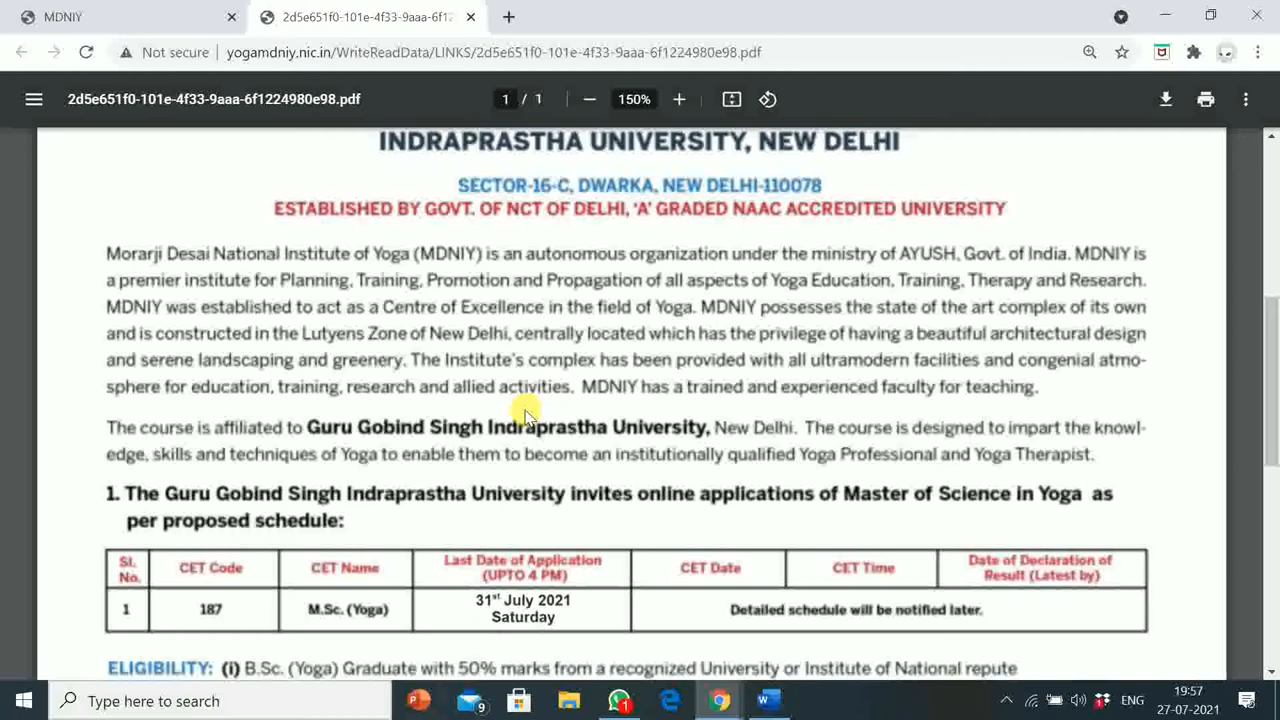 MDNIY
2d5e651f0-101e-4f33-9aaa-6f12
Not secure
yogamdniy.nic.in/WriteReadData/LINKS/2d5e651f0-101e-4f33-9aaa-6f1224980e98.pdf
2d5e651f0-101e-4f33-9aaa-6f1224980e98.pdf
1 / 1
150%
INDRAPRASTHA UNIVERSITY, NEW DELHI
SECTOR-16-C, DWARKA, NEW DELHI-110078
ESTABLISHED BY GOVT. OF NCT OF DELHI, 'A' GRADED NAAC ACCREDITED UNIVERSITY
Morarji Desai National Institute of Yoga (MDNIY) is an autonomous organization under the ministry of AYUSH, Govt. of India. MDNIY is
a premier institute for Planning, Training, Promotion and Propagation of all aspects of Yoga Education, Training, Therapy and Research.
MDNIY was established to act as a Centre of Excellence in the field of Yoga. MDNIY possesses the state of the art complex of its own
and is constructed in the Lutyens Zone of New Delhi, centrally located which has the privilege of having a beautiful architectural design
and serene landscaping and greenery. The Institute's complex has been provided with all ultramodern facilities and congenial atmo-
sphere for education, training, research and allied activities. MDNIY has a trained and experienced faculty for teaching.
The course is affiliated to Guru Gobind Singh Indraprastha University, New Delhi. The course is designed to impart the knowl-
edge, skills and techniques of Yoga to enable them to become an institutionally qualified Yoga Professional and Yoga Therapist.
1. The Guru Gobind Singh Indraprastha University invites online applications of Master of Science in Yoga as
per proposed schedule:
Sl. No. CET Code CET Name Last Date of Application (UPTO 4 PM) CET Date CET Time Date of Declaration of Result (Latest by)
1 187 M.Sc. (Yoga) 31st July 2021 Saturday Detailed schedule will be notified later.
ELIGIBILITY: (i) B.Sc. (Yoga) Graduate with 50% marks from a recognized University or Institute of National repute
Type here to search
9
1
ENG
19:57
27-07-2021